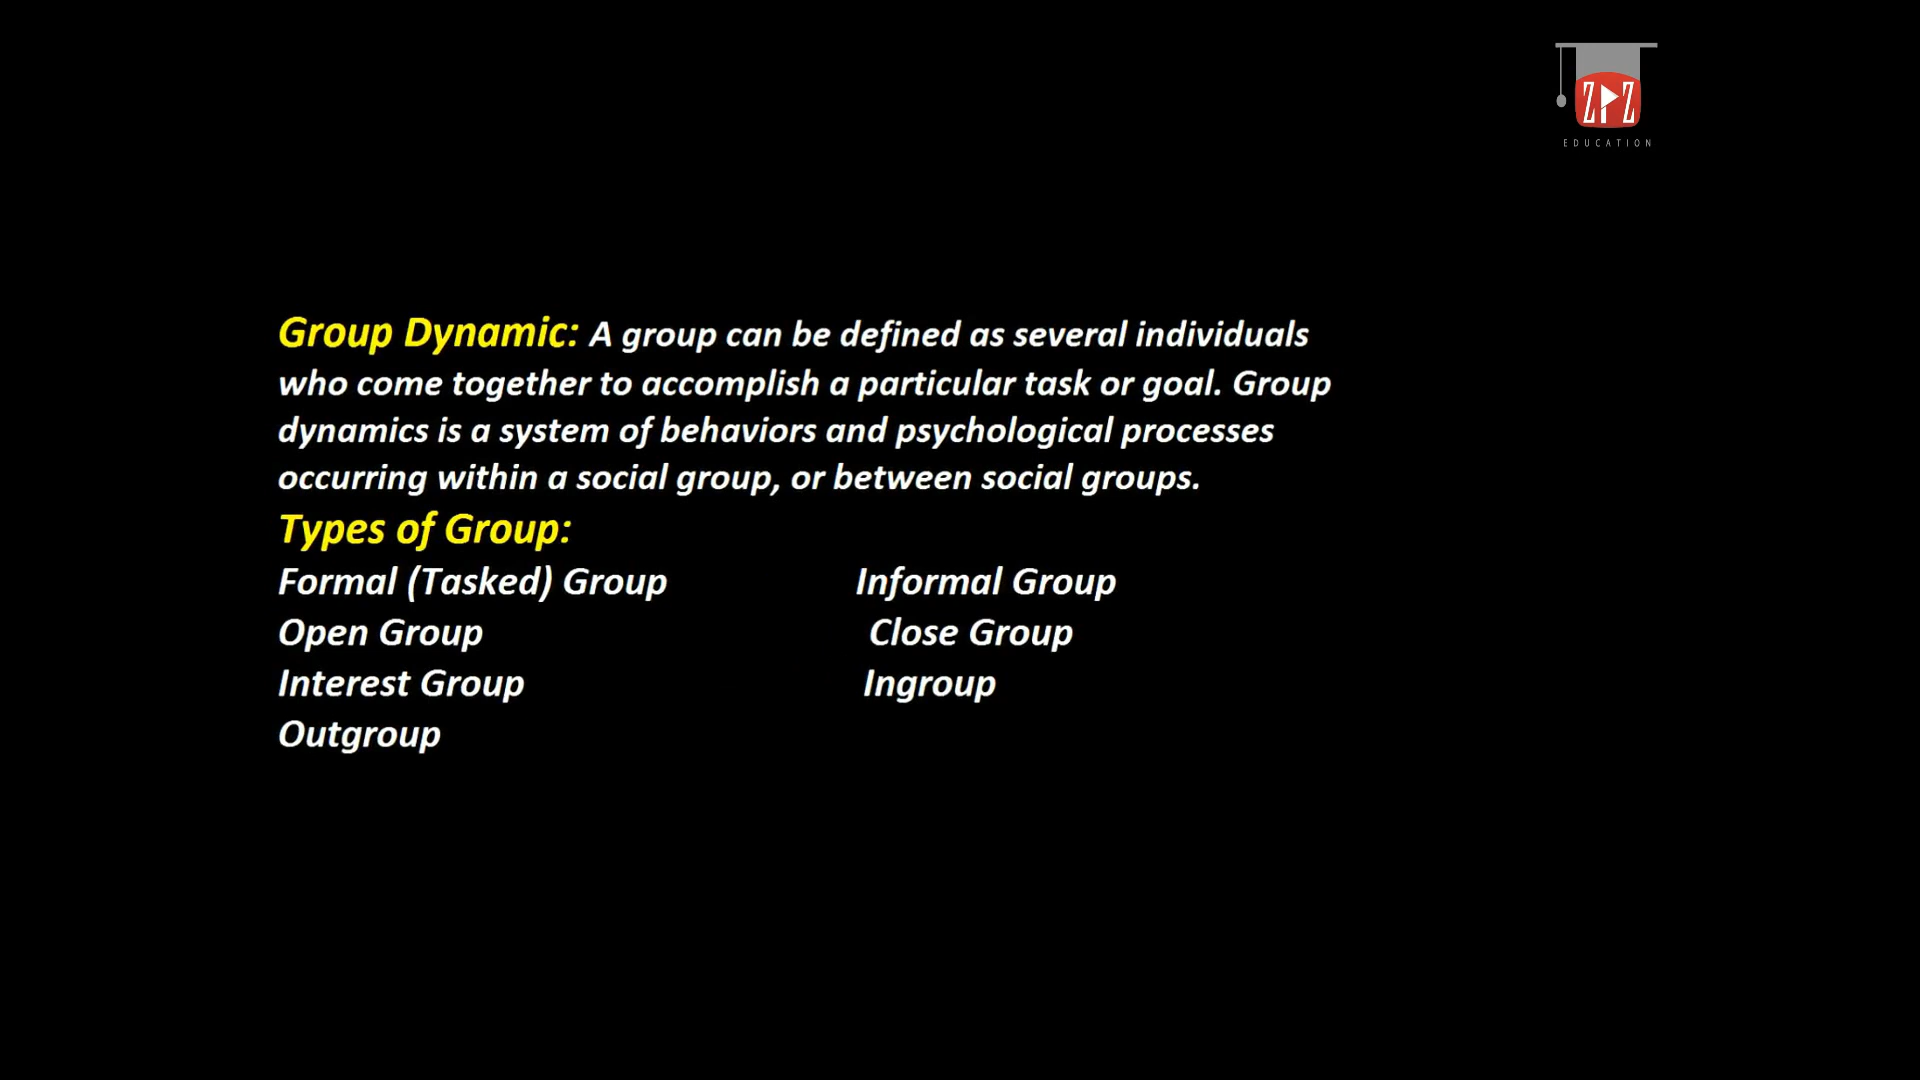 ZPZ
EDUCATION
Group Dynamic: A group can be defined as several individuals
who come together to accomplish a particular task or goal. Group
dynamics is a system of behaviors and psychological processes
occurring within a social group, or between social groups.
Types of Group:
Formal (Tasked) Group Informal Group
Open Group Close Group
Interest Group Ingroup
Outgroup